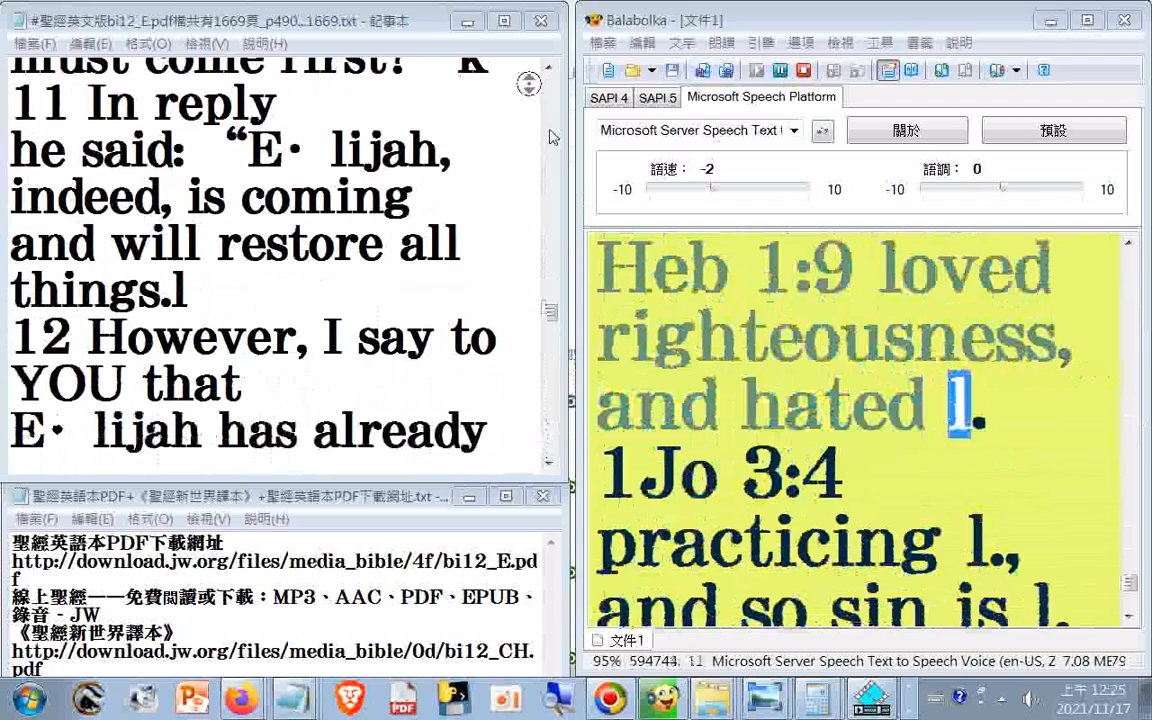 #聖經英文版bi12_E.pdf檔共有1669頁_p490...1669.txt - 記事本
檔案(F) 編輯(E) 格式(O) 檢視(V) 說明(H)
must come first? "k
11 In reply
he said: “E· lijah,
indeed, is coming
and will restore all
things.l
12 However, I say to
YOU that
E· lijah has already
聖經英語本PDF+《聖經新世界譯本》+聖經英語本PDF下載網址.txt -...
檔案(F) 編輯(E) 格式(O) 檢視(V) 說明(H)
聖經英語本PDF下載網址
http://download.jw.org/files/media_bible/4f/bi12_E.pd
f
線上聖經——免費閱讀或下載：MP3、AAC、PDF、EPUB、
錄音 - JW
《聖經新世界譯本》
http://download.jw.org/files/media_bible/0d/bi12_CH.
pdf
Balabolka - [文件1]
檔案 編輯 文字 朗讀 引擎 選項 檢視 工具 書籤 說明
SAPI 4 SAPI 5 Microsoft Speech Platform
Microsoft Server Speech Text t 關於 預設
語速： -2 語調： 0
-10 10 -10 10
Heb 1:9 loved
righteousness,
and hated l.
1Jo 3:4
practicing l.,
and so sin is l.
文件1
95% Microsoft Server Speech Text to Speech Voice (en-US, Z 7.08 ME
上午 12:25
2021/11/17